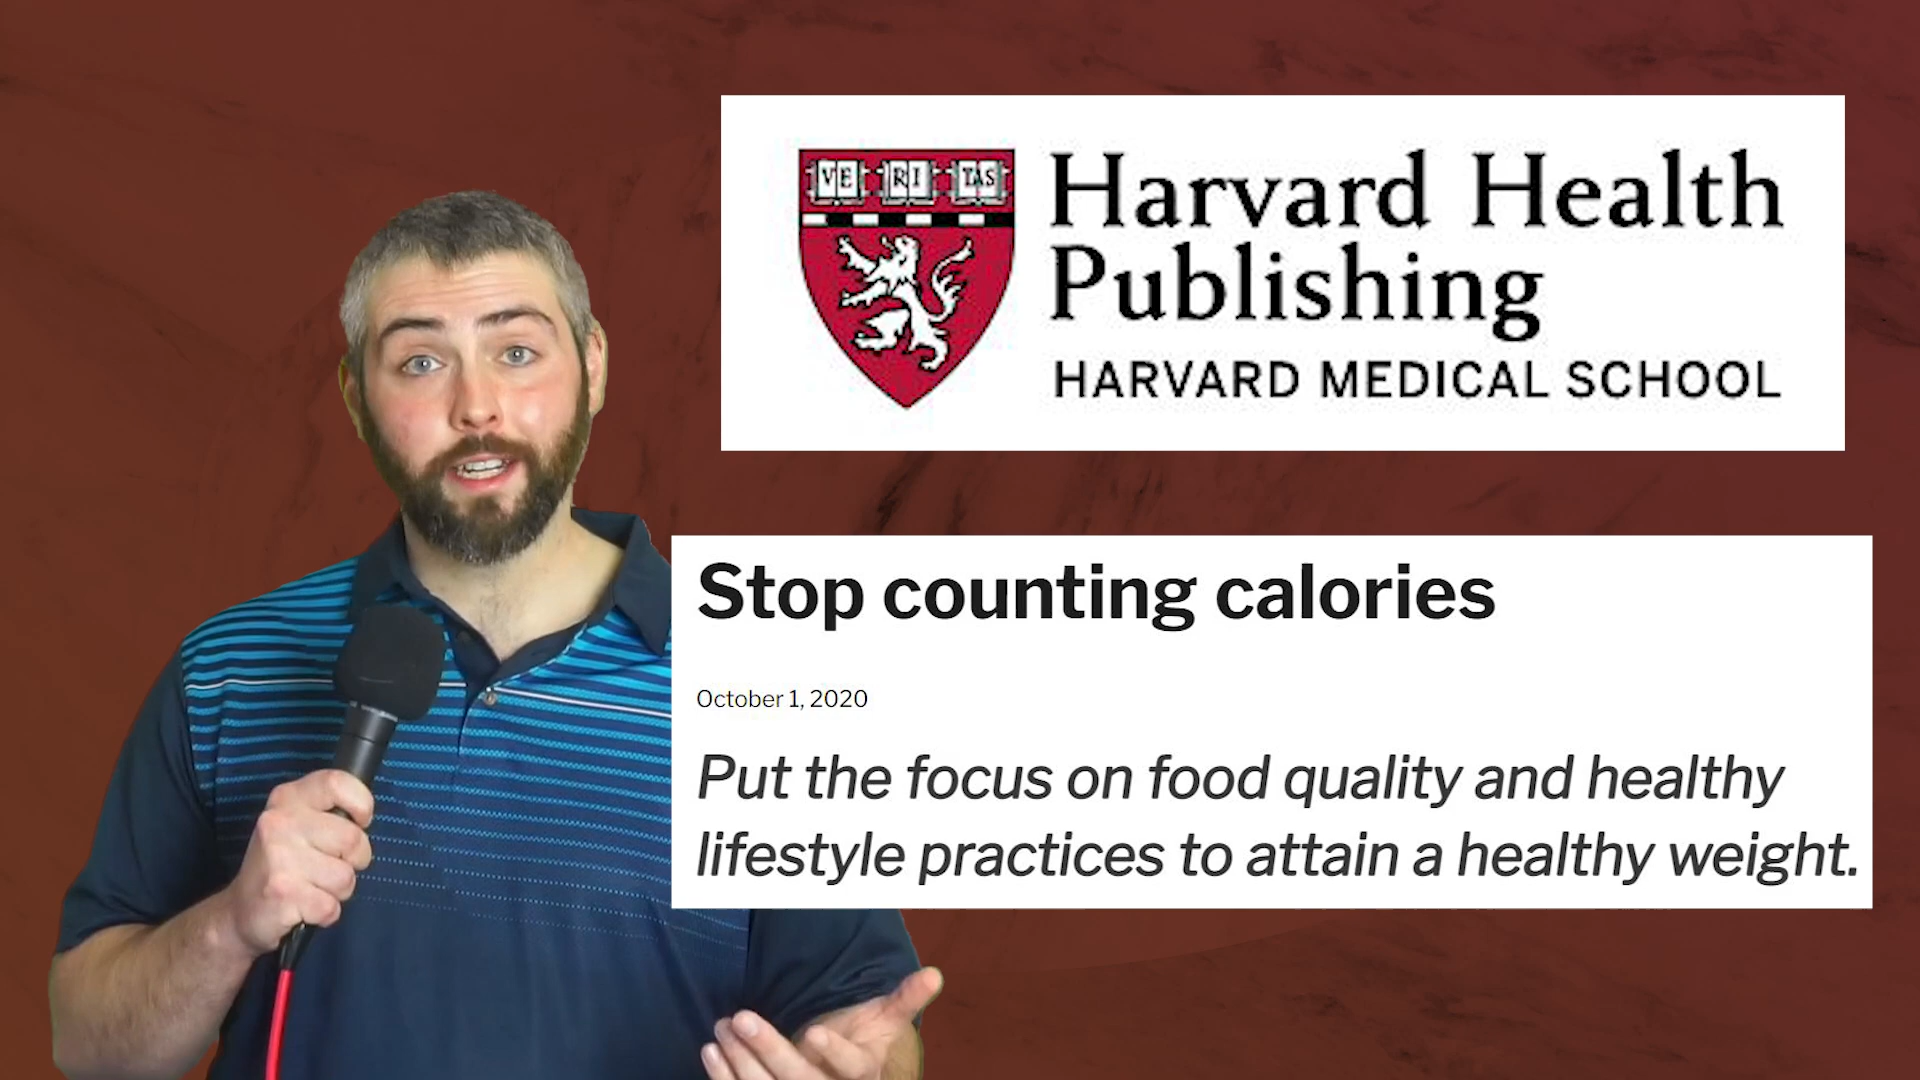 VE RI TAS
Harvard Health
Publishing
HARVARD MEDICAL SCHOOL
Stop counting calories
October 1, 2020
Put the focus on food quality and healthy
lifestyle practices to attain a healthy weight.